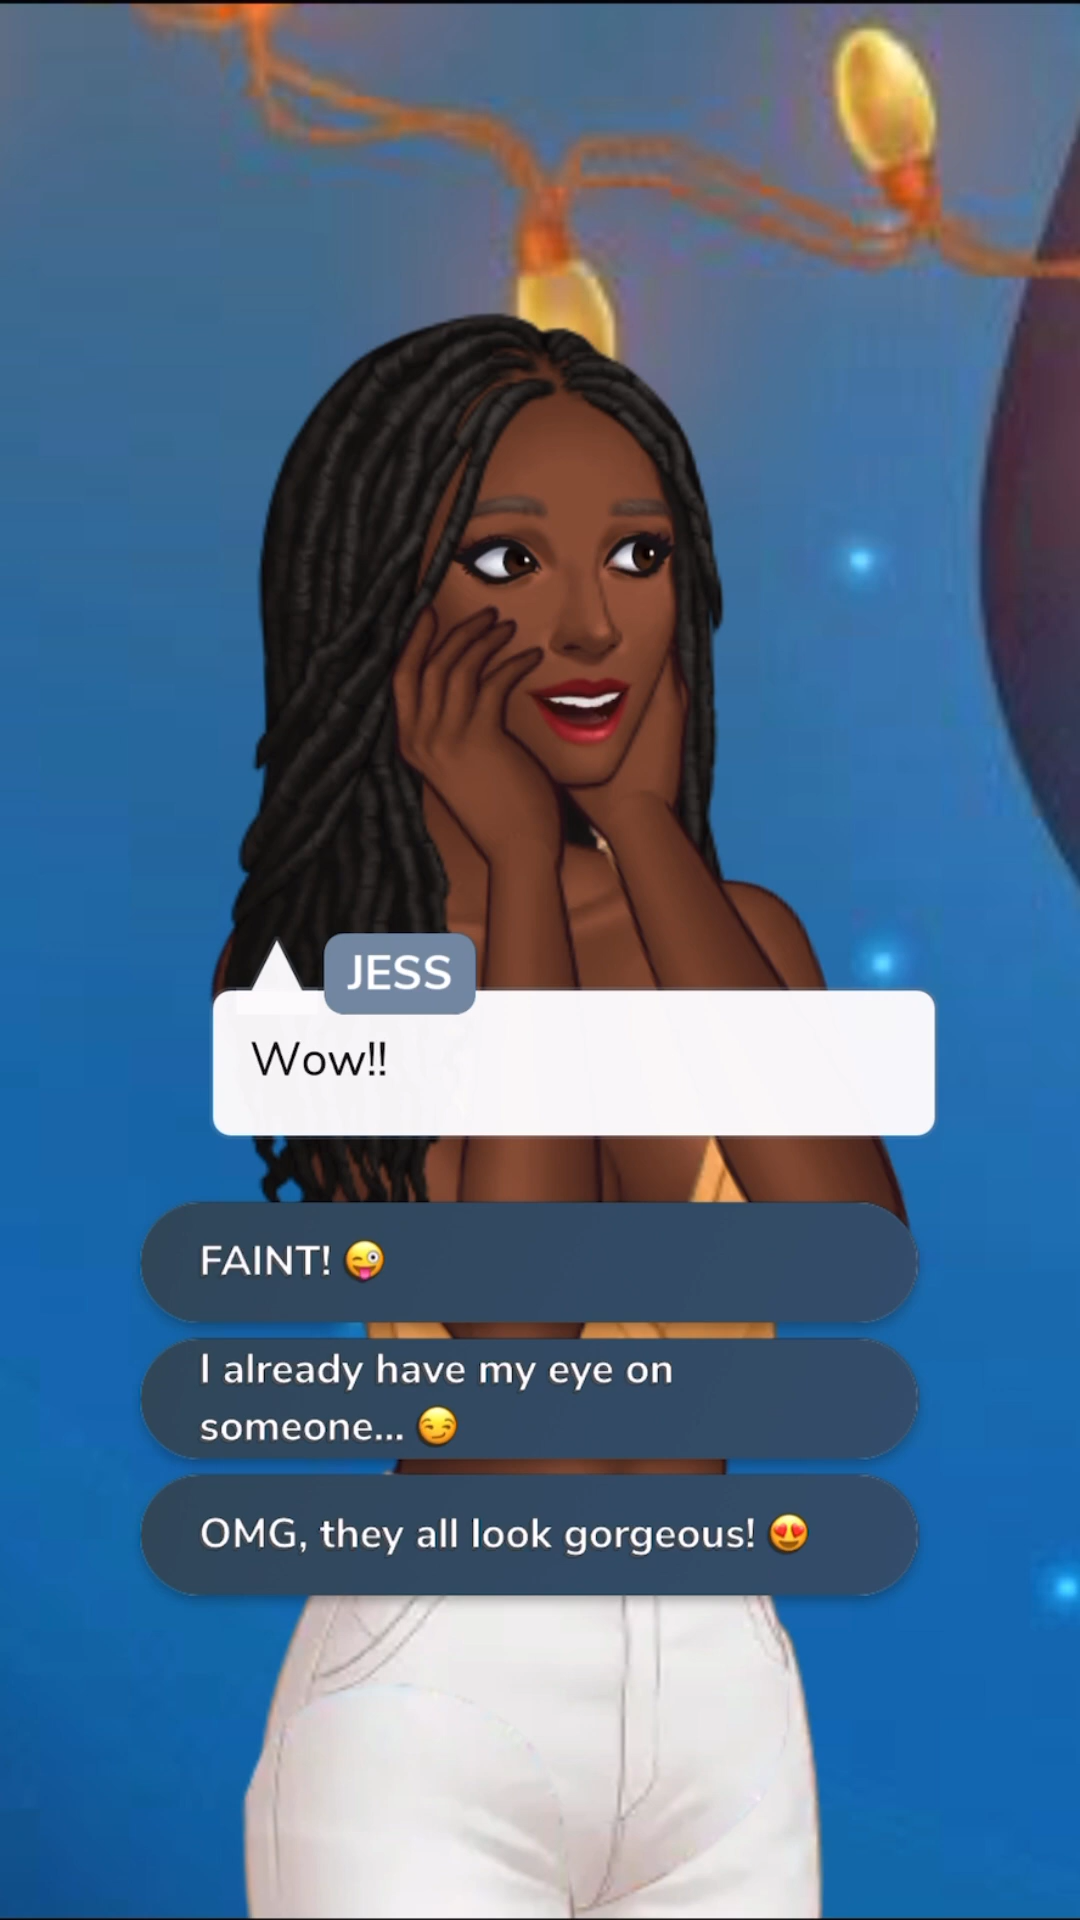 JESS
Wow!!
FAINT! 😜
I already have my eye on
someone... 😏
OMG, they all look gorgeous! 😍